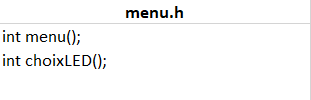 menu.h
int menu();
int choixLED();